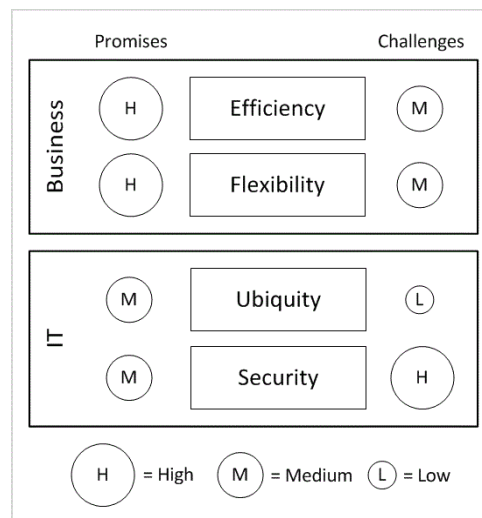 Promises Challenges
Business
H Efficiency M
H Flexibility M
IT
M Ubiquity L
M Security H
H = High M = Medium L = Low